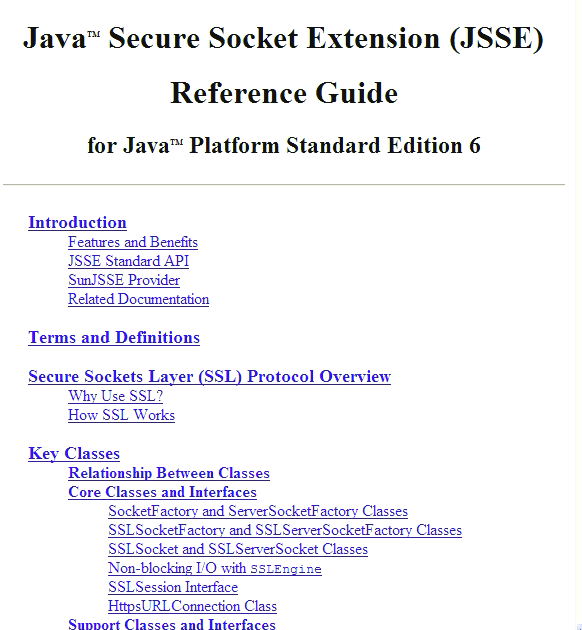 Java™ Secure Socket Extension (JSSE)
Reference Guide
for Java™ Platform Standard Edition 6
Introduction
Features and Benefits
JSSE Standard API
SunJSSE Provider
Related Documentation
Terms and Definitions
Secure Sockets Layer (SSL) Protocol Overview
Why Use SSL?
How SSL Works
Key Classes
Relationship Between Classes
Core Classes and Interfaces
SocketFactory and ServerSocketFactory Classes
SSLSocketFactory and SSLServerSocketFactory Classes
SSLSocket and SSLServerSocket Classes
Non-blocking I/O with SSLEngine
SSLSession Interface
HttpsURLConnection Class
Support Classes and Interfaces